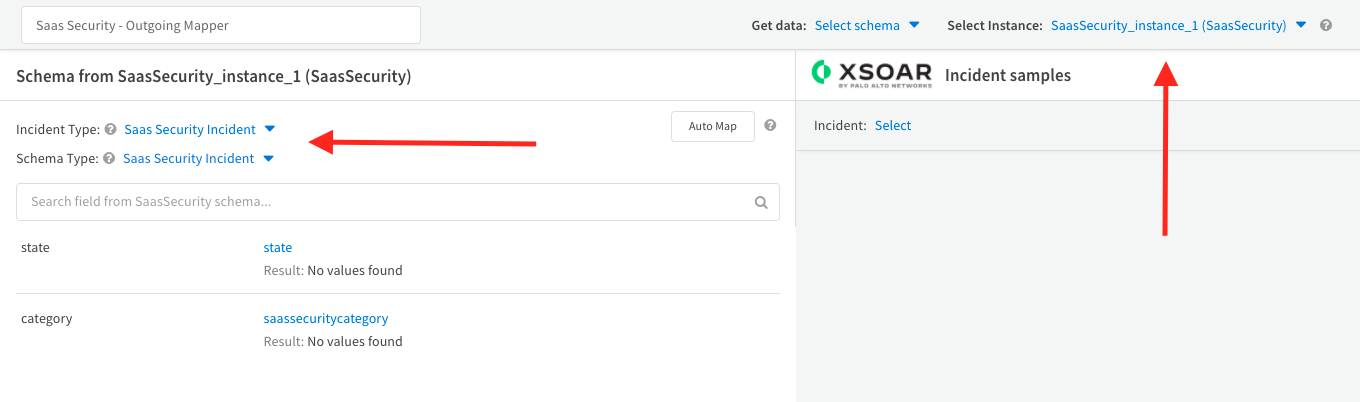 Saas Security - Outgoing Mapper
Get data: Select schema
Select Instance: SaasSecurity_instance_1 (SaasSecurity)
Schema from SaasSecurity_instance_1 (SaasSecurity)
XSOAR
BY PALO ALTO NETWORKS
Incident samples
Incident Type: Saas Security Incident
Auto Map
Schema Type: Saas Security Incident
Incident: Select
Search field from SaasSecurity schema...
state state
Result: No values found
category saassecuritycategory
Result: No values found